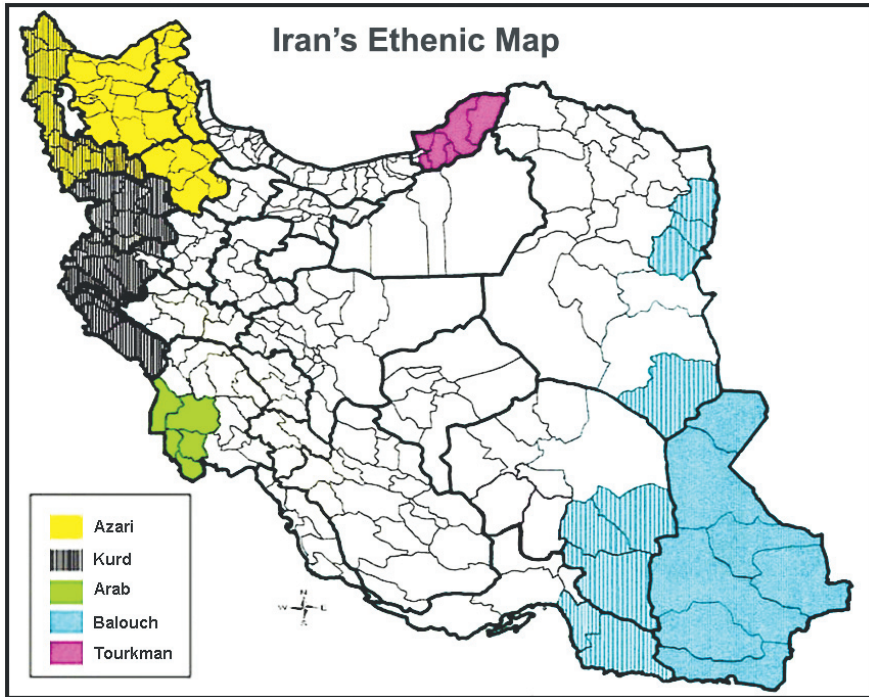 Iran's Ethenic Map
Azari
Kurd
Arab
Balouch
Tourkman
N
W E
S